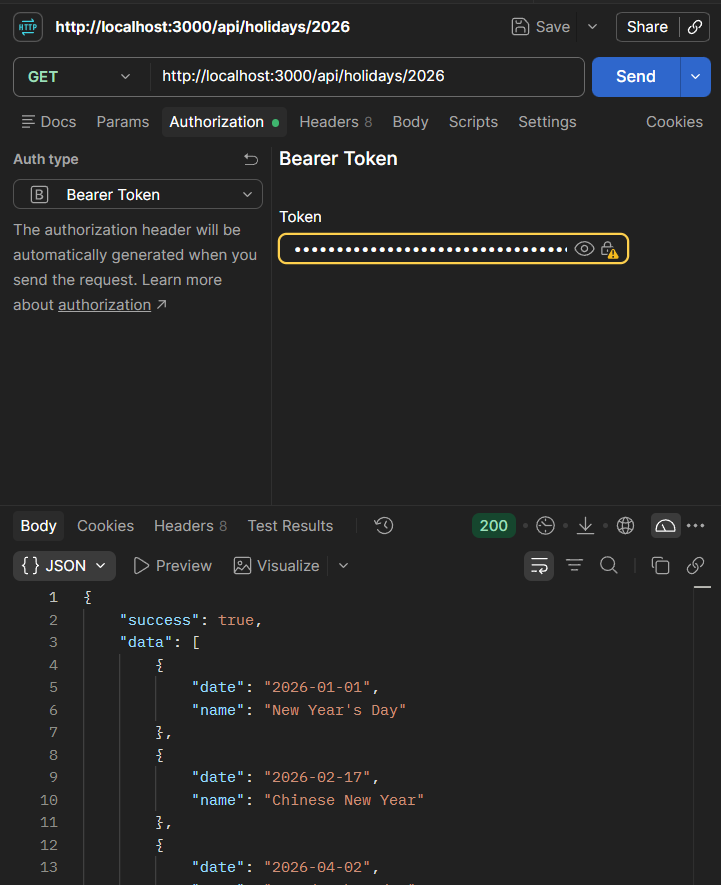 HTTP http://localhost:3000/api/holidays/2026 Save Share
GET http://localhost:3000/api/holidays/2026 Send
Docs Params Authorization Headers 8 Body Scripts Settings Cookies
Auth type
B Bearer Token
The authorization header will be
automatically generated when you
send the request. Learn more
about authorization ↗
Bearer Token
Token
Body Cookies Headers 8 Test Results 200
{} JSON Preview Visualize
1 {
2 "success": true,
3 "data": [
4 {
5 "date": "2026-01-01",
6 "name": "New Year's Day"
7 },
8 {
9 "date": "2026-02-17",
10 "name": "Chinese New Year"
11 },
12 {
13 "date": "2026-04-02",